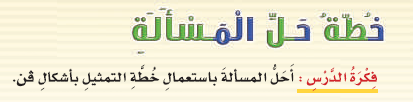 خُطَّةُ حَلِّ الْمَسْأَلَةِ
فِكْرَةُ الدَّرْسِ : أَحُلُّ المسألةَ باستعمالِ خُطَّةِ التمثيلِ بأشكالِ ڤن.